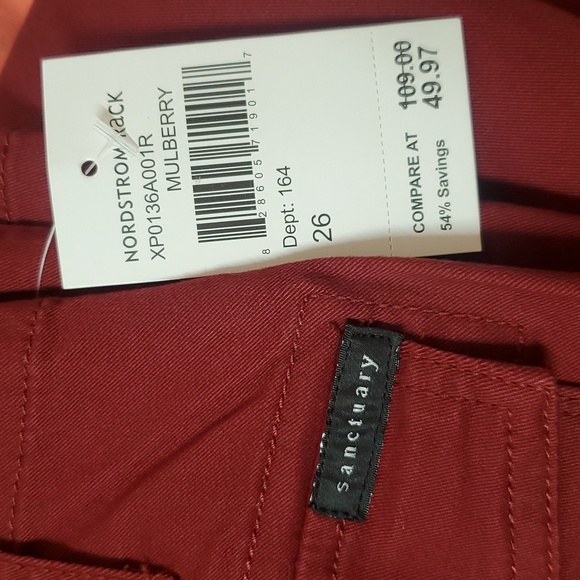 NORDSTROM RACK
XP0136A001R
MULBERRY
8 28605 71901 7
Dept: 164
26
COMPARE AT 109.00
54% Savings 49.97
sanctuary